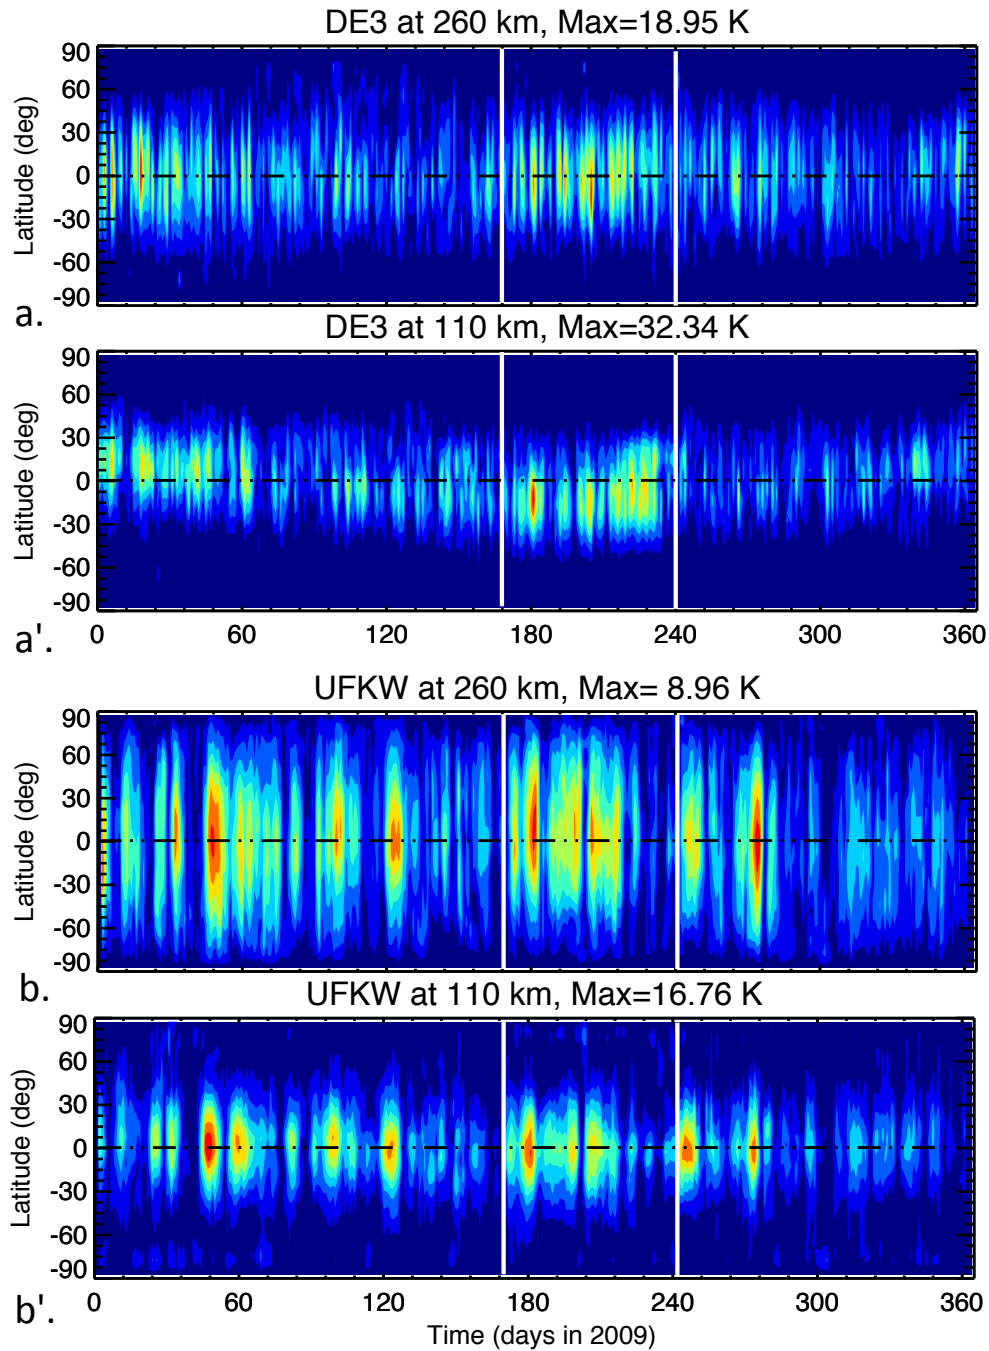 DE3 at 260 km, Max=18.95 K
90
60
30
0
-30
-60
-90
Latitude (deg)
a.
DE3 at 110 km, Max=32.34 K
90
60
30
0
-30
-60
-90
Latitude (deg)
a'.
0 60 120 180 240 300 360
UFKW at 260 km, Max= 8.96 K
90
60
30
0
-30
-60
-90
Latitude (deg)
b.
UFKW at 110 km, Max=16.76 K
90
60
30
0
-30
-60
-90
Latitude (deg)
b'.
0 60 120 180 240 300 360
Time (days in 2009)